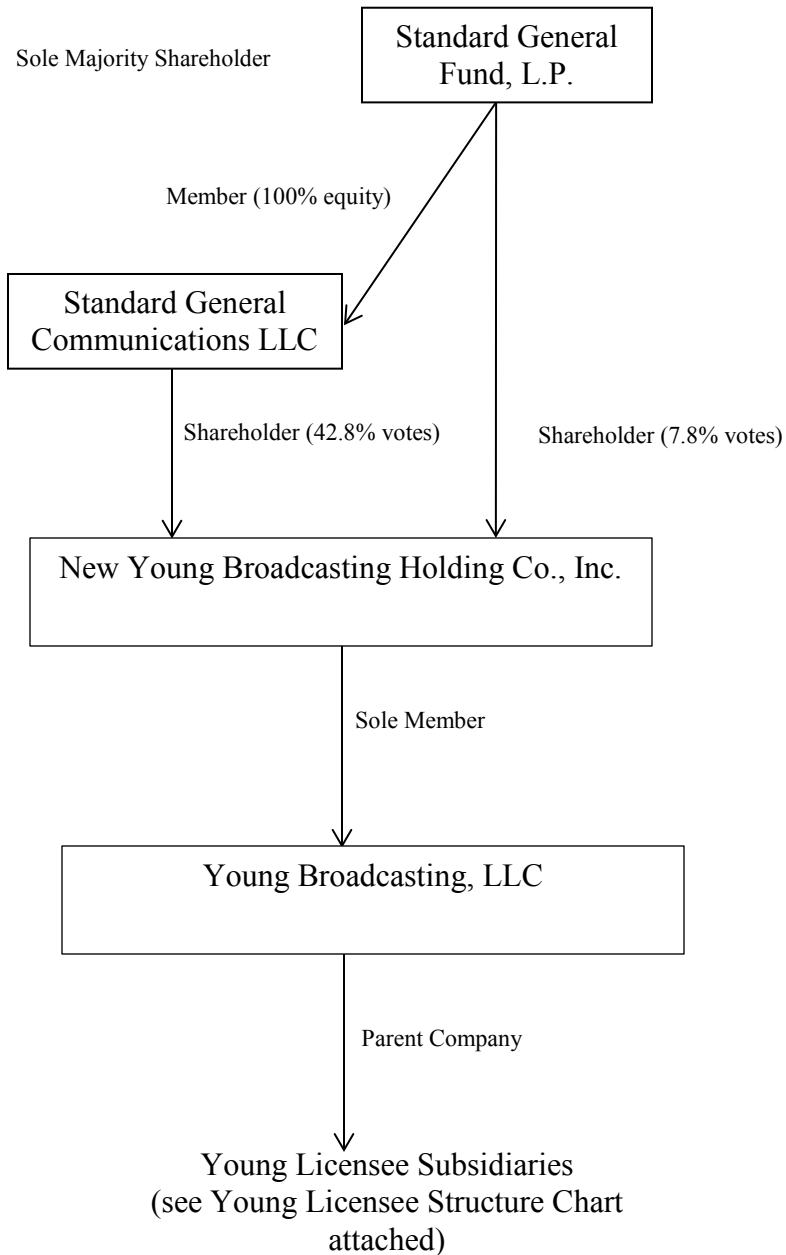 Sole Majority Shareholder
Standard General
Fund, L.P.
Member (100% equity)
Standard General
Communications LLC
Shareholder (42.8% votes)
Shareholder (7.8% votes)
New Young Broadcasting Holding Co., Inc.
Sole Member
Young Broadcasting, LLC
Parent Company
Young Licensee Subsidiaries
(see Young Licensee Structure Chart
attached)